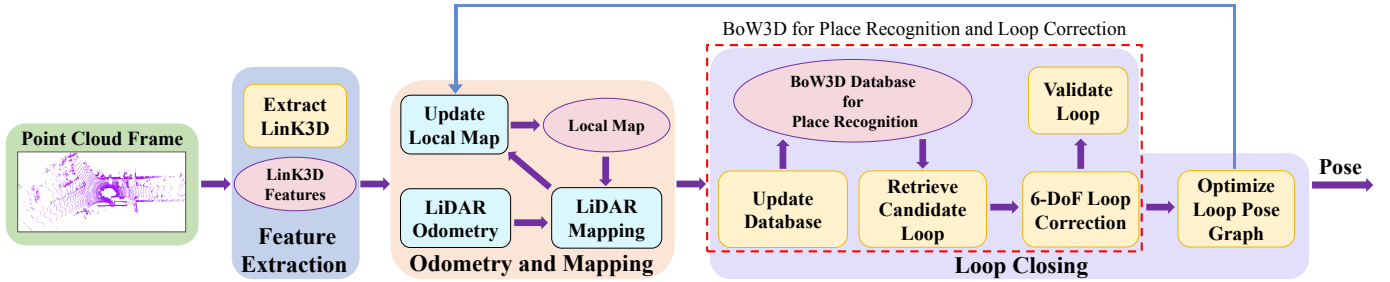 BoW3D for Place Recognition and Loop Correction
Point Cloud Frame
Extract
LinK3D
LinK3D
Features
Feature
Extraction
Update
Local Map
Local Map
LiDAR
Odometry
LiDAR
Mapping
Odometry and Mapping
BoW3D Database
for
Place Recognition
Validate
Loop
Update
Database
Retrieve
Candidate
Loop
6-DoF Loop
Correction
Optimize
Loop Pose
Graph
Loop Closing
Pose